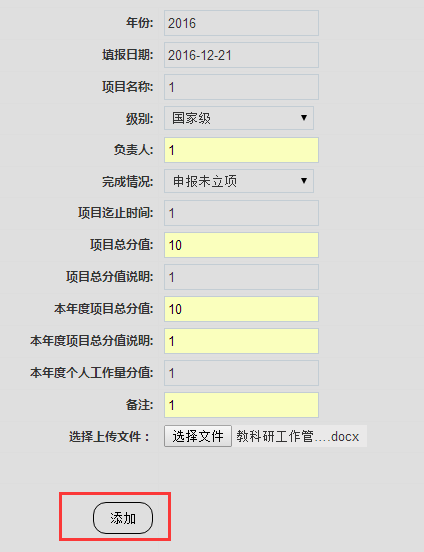 年份: 2016
填报日期: 2016-12-21
项目名称: 1
级别: 国家级
负责人: 1
完成情况: 申报未立项
项目迄止时间: 1
项目总分值: 10
项目总分值说明: 1
本年度项目总分值: 10
本年度项目总分值说明: 1
本年度个人工作量分值: 1
备注: 1
选择上传文件： 选择文件 教科研工作管….docx
添加